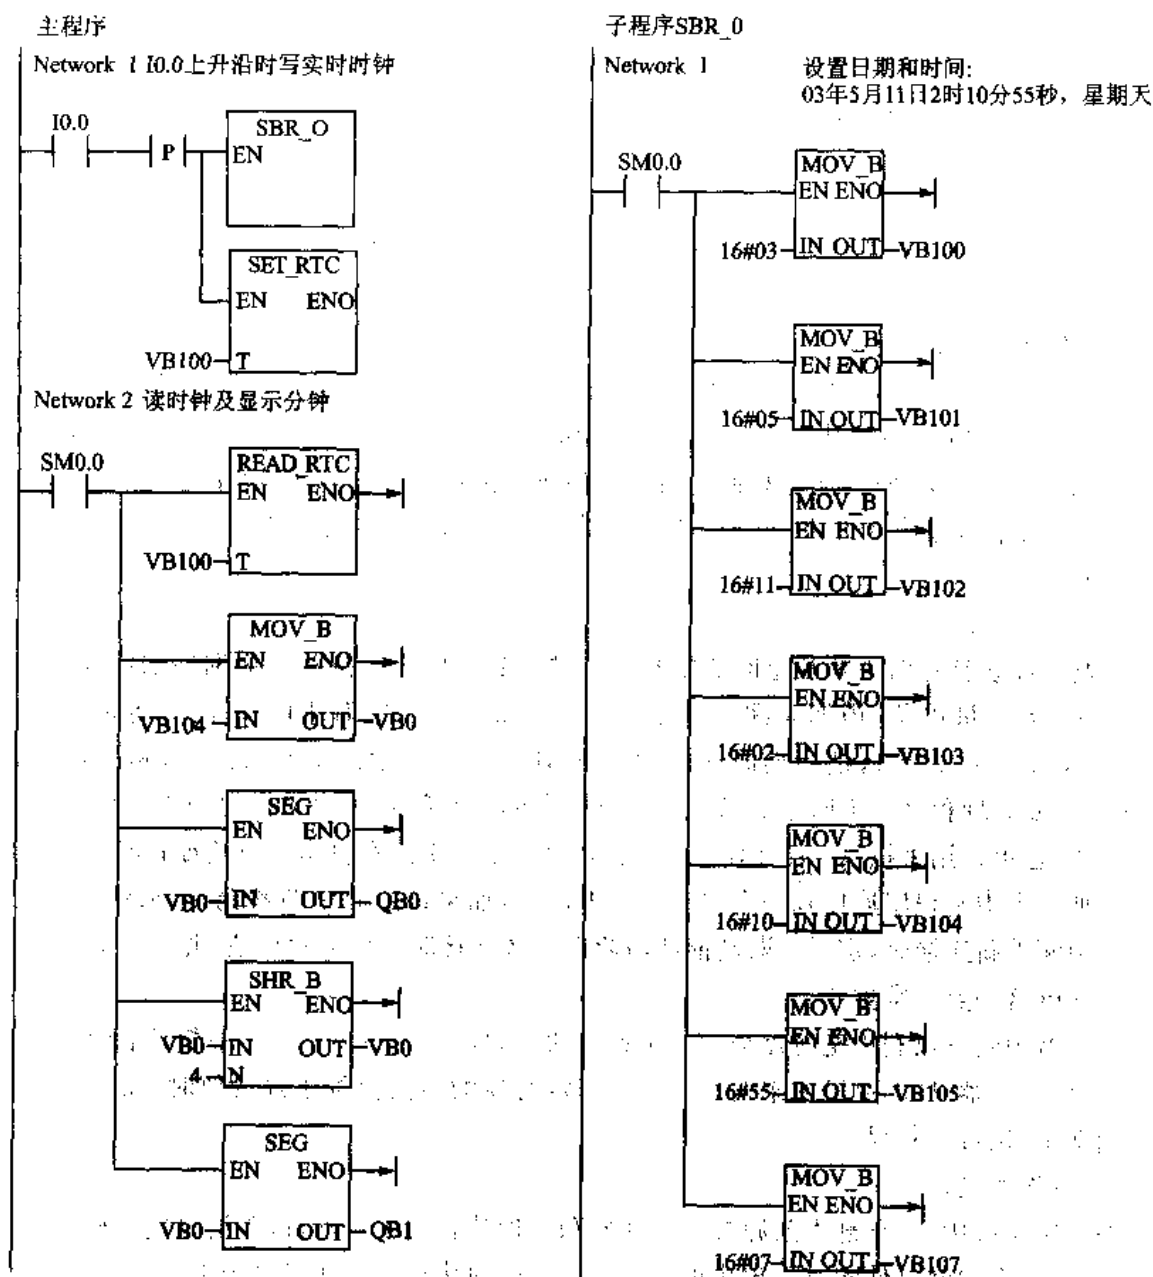 主程序
Network 1 I0.0上升沿时写实时时钟
I0.0
P
SBR_O
EN
SET_RTC
EN ENO
VB100 T
Network 2 读时钟及显示分钟
SM0.0
READ_RTC
EN ENO
VB100 T
MOV_B
EN ENO
VB104 IN OUT VB0
SEG
EN ENO
VB0 IN OUT QB0
SHR_B
EN ENO
VB0 IN OUT VB0
4 N
SEG
EN ENO
VB0 IN OUT QB1
子程序SBR_0
Network 1
设置日期和时间:
03年5月11日2时10分55秒，星期天
SM0.0
MOV_B
EN ENO
16#03 IN OUT VB100
MOV_B
EN ENO
16#05 IN OUT VB101
MOV_B
EN ENO
16#11 IN OUT VB102
MOV_B
EN ENO
16#02 IN OUT VB103
MOV_B
EN ENO
16#10 IN OUT VB104
MOV_B
EN ENO
16#55 IN OUT VB105
MOV_B
EN ENO
16#07 IN OUT VB107